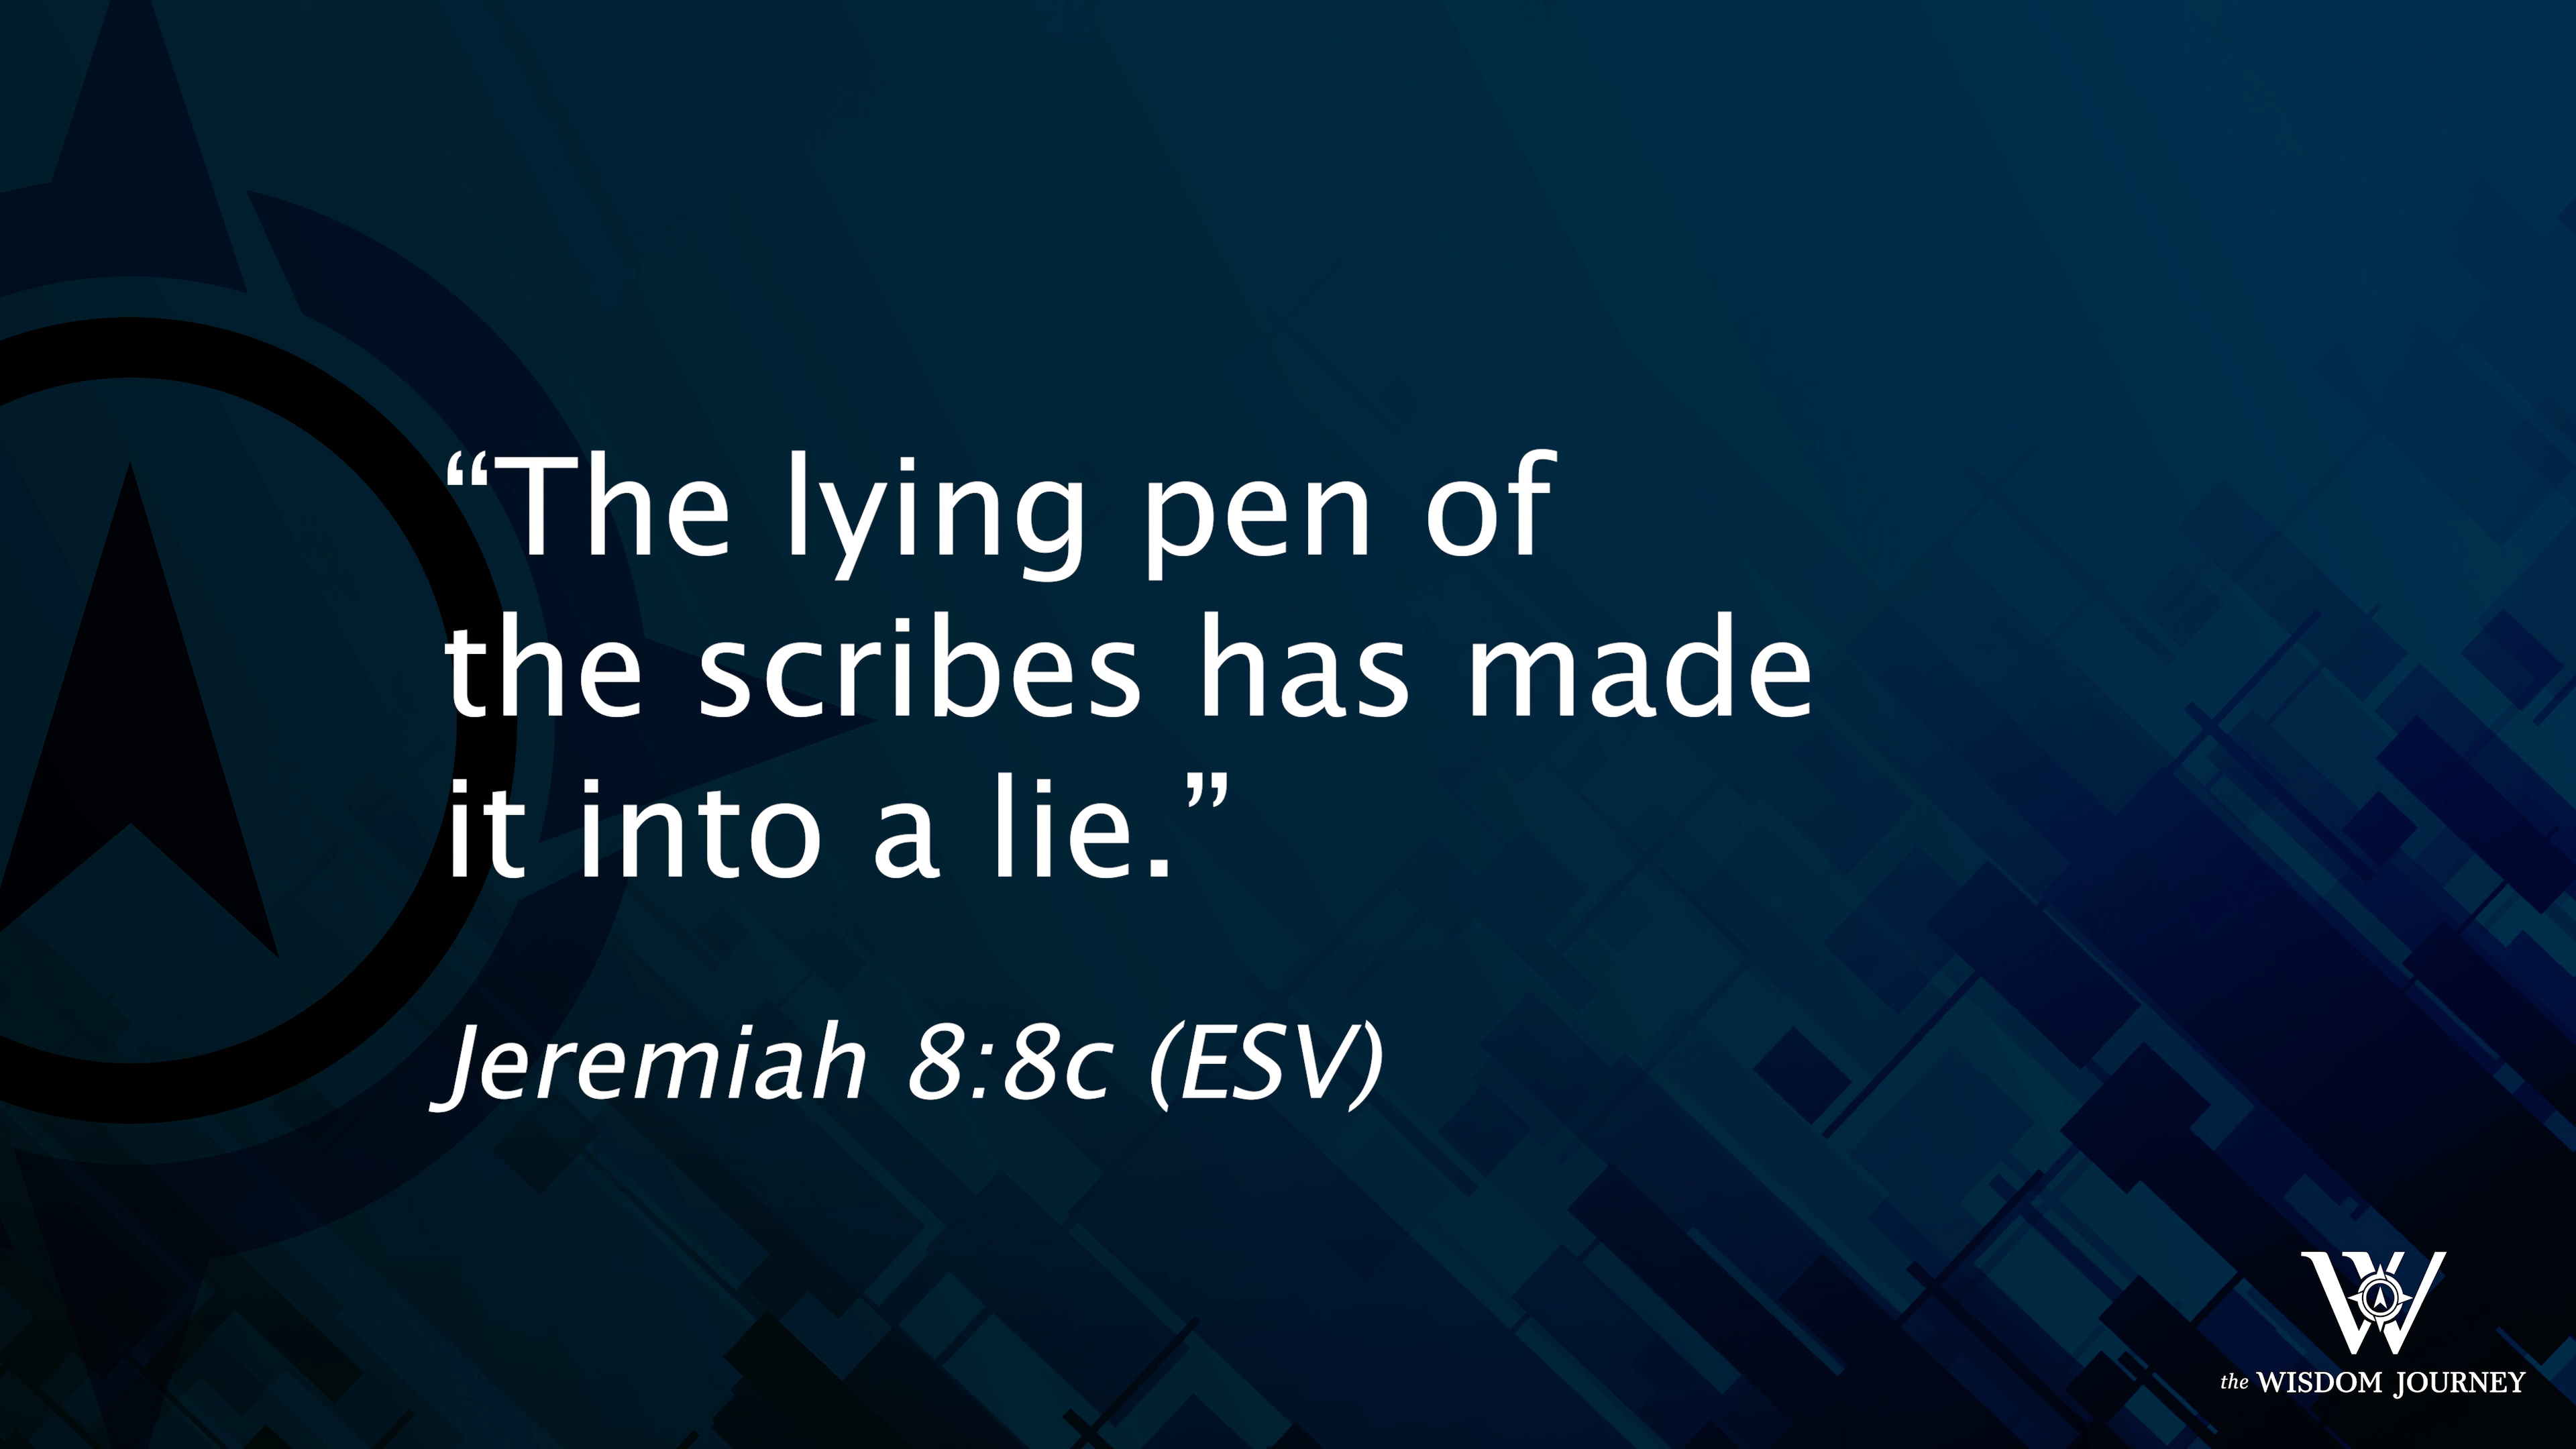 “The lying pen of
the scribes has made
it into a lie.”
Jeremiah 8:8c (ESV)
W
the WISDOM JOURNEY